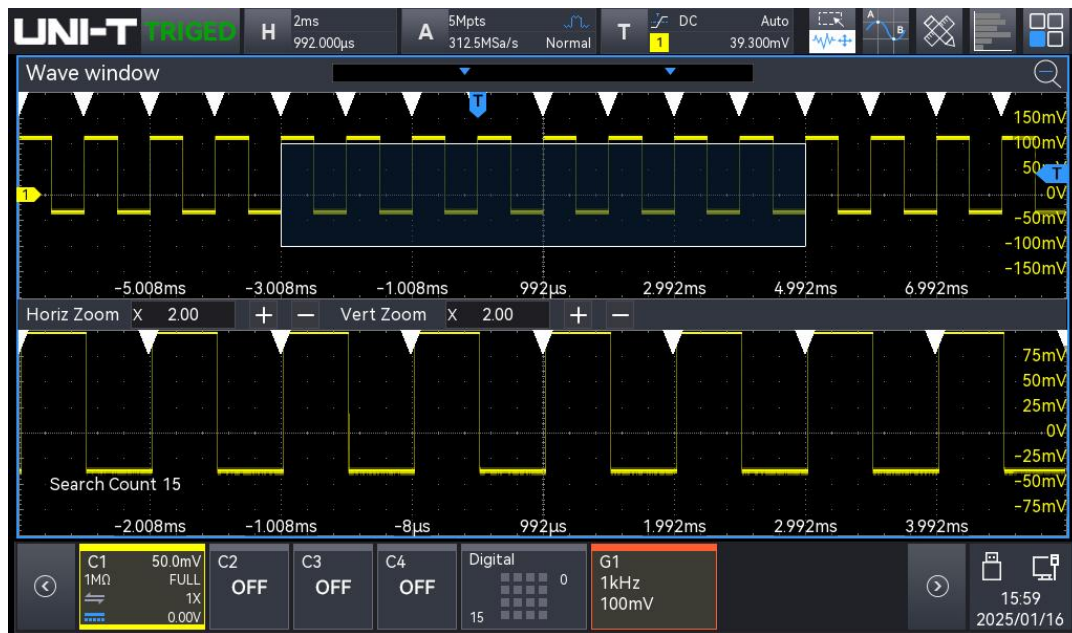 UNI-T TRIGED H 2ms 992.000µs A 5Mpts 312.5MSa/s Normal T DC 1 Auto 39.300mV A B
Wave window
T
150mV
100mV
50
T
1
0V
-50mV
-100mV
-150mV
-5.008ms -3.008ms -1.008ms 992µs 2.992ms 4.992ms 6.992ms
Horiz Zoom X 2.00 + − Vert Zoom X 2.00 + −
75mV
50mV
25mV
0V
-25mV
-50mV
-75mV
Search Count 15
-2.008ms -1.008ms -8µs 992µs 1.992ms 2.992ms 3.992ms
C1 50.0mV
1MΩ FULL
1X
0.00V
C2
OFF
C3
OFF
C4
OFF
Digital
0
15
G1
1kHz
100mV
15:59
2025/01/16